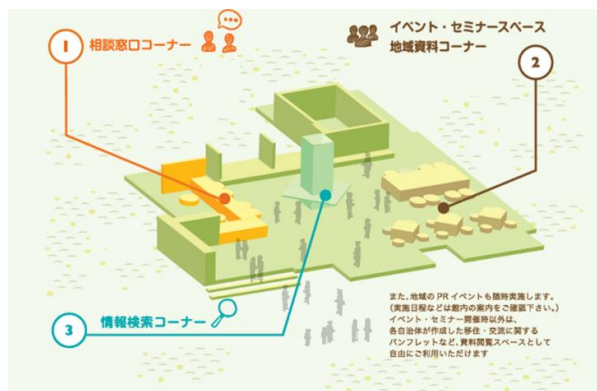 1
相談窓口コーナー
イベント・セミナースペース
地域資料コーナー
2
3
情報検索コーナー
また、地域のPRイベントも随時実施します。
(実施日程などは館内の案内をご確認下さい。)
イベント・セミナー開催時以外は、
各自治体が作成した移住・交流に関する
パンフレットなど、資料閲覧スペースとして
自由にご利用いただけます